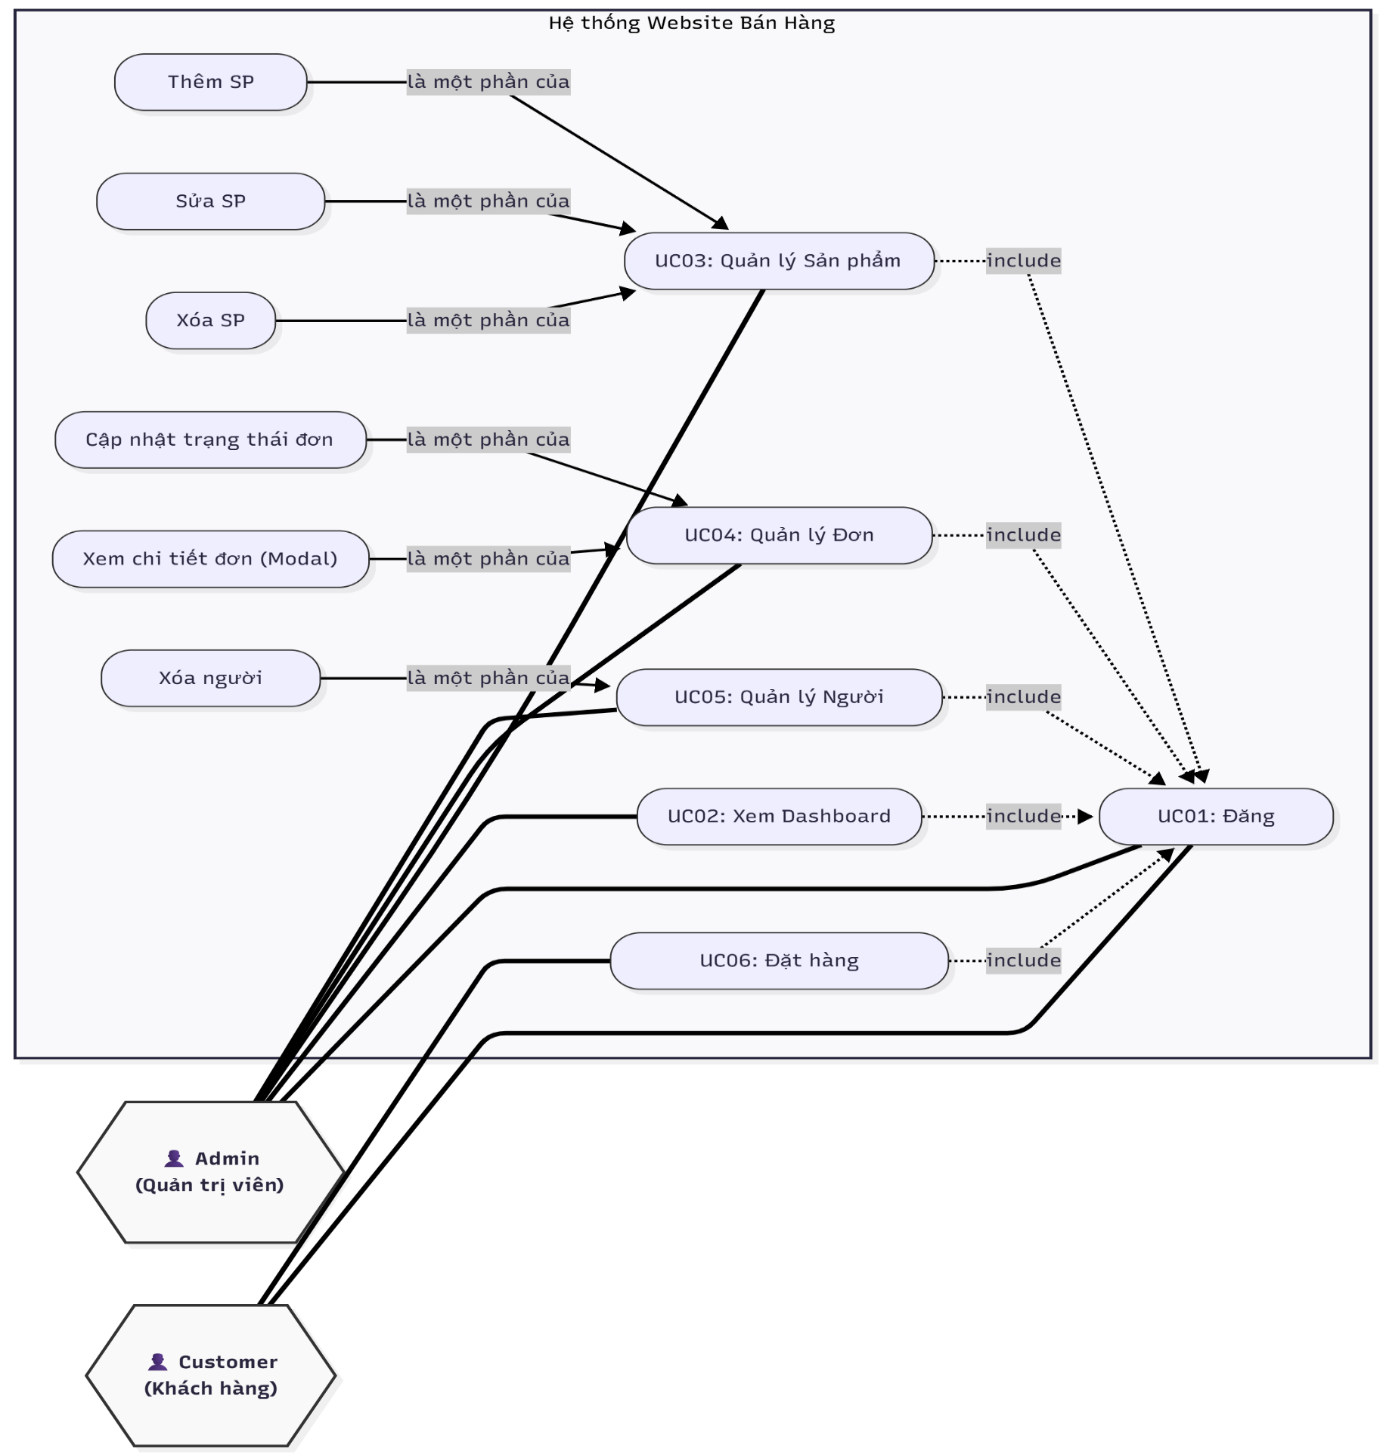 Hệ thống Website Bán Hàng
Thêm SP
là một phần của
Sửa SP
là một phần của
UC03: Quản lý Sản phẩm
include
Xóa SP
là một phần của
Cập nhật trạng thái đơn
là một phần của
UC04: Quản lý Đơn
include
Xem chi tiết đơn (Modal)
là một phần của
Xóa người
là một phần của
UC05: Quản lý Người
include
UC02: Xem Dashboard
include
UC01: Đăng
UC06: Đặt hàng
include
Admin
(Quản trị viên)
Customer
(Khách hàng)